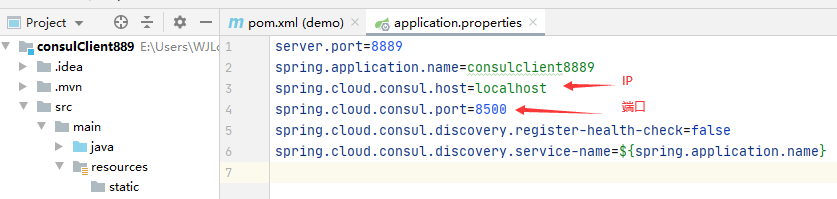 Project
pom.xml (demo)
application.properties
consulClient889 E:\Users\WJLo
.idea
.mvn
src
main
java
resources
static
1 server.port=8889
2 spring.application.name=consulclient8889
3 spring.cloud.consul.host=localhost IP
4 spring.cloud.consul.port=8500 端口
5 spring.cloud.consul.discovery.register-health-check=false
6 spring.cloud.consul.discovery.service-name=${spring.application.name}
7